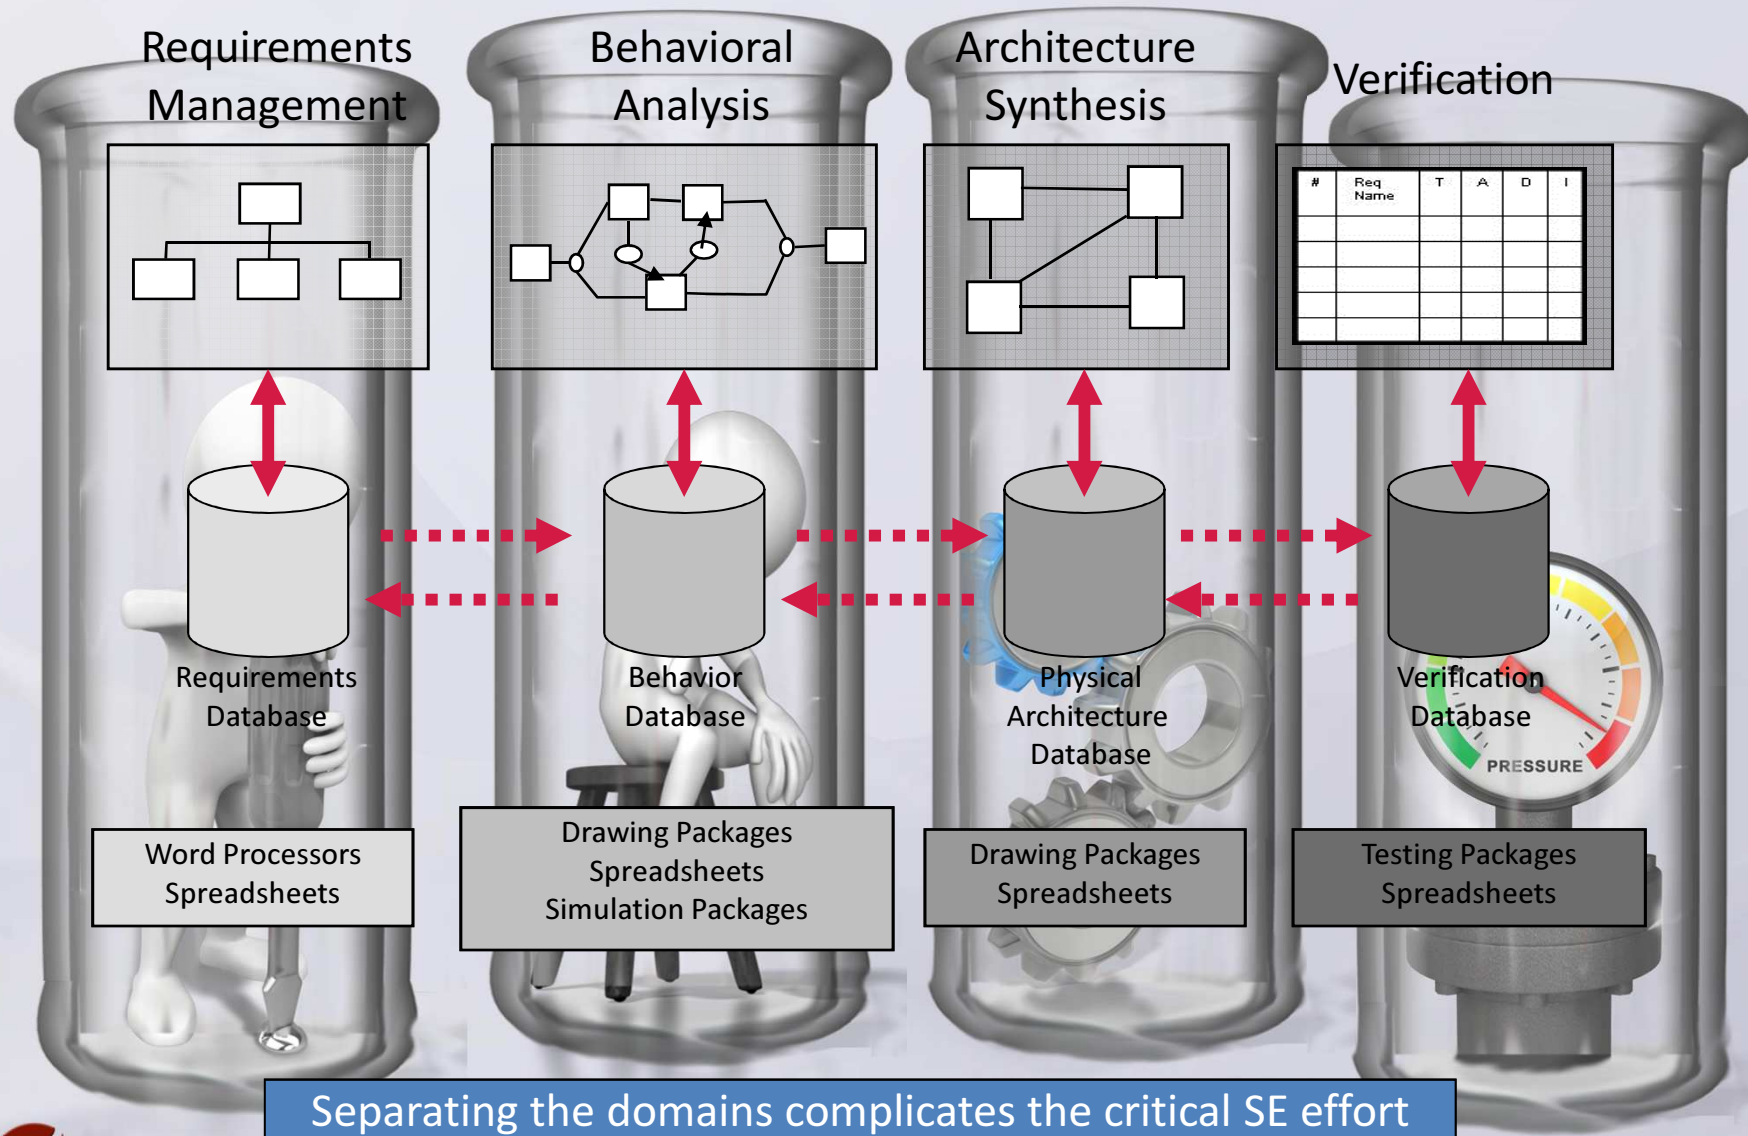 Requirements
Management
Behavioral
Analysis
Architecture
Synthesis
Verification
# Req Name T A D I
Requirements
Database
Behavior
Database
Physical
Architecture
Database
Verification
Database
PRESSURE
Word Processors
Spreadsheets
Drawing Packages
Spreadsheets
Simulation Packages
Drawing Packages
Spreadsheets
Testing Packages
Spreadsheets
Separating the domains complicates the critical SE effort